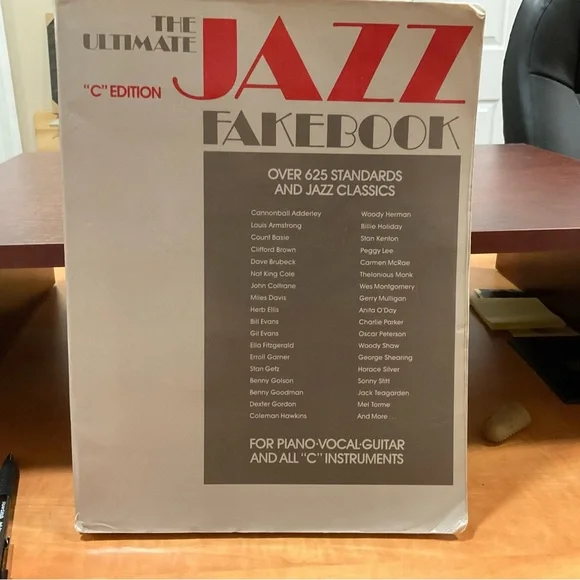 THE
ULTIMATE
JAZZ
"C" EDITION
FAKEBOOK
OVER 625 STANDARDS
AND JAZZ CLASSICS
Cannonball Adderley
Louis Armstrong
Count Basie
Clifford Brown
Dave Brubeck
Nat King Cole
John Coltrane
Miles Davis
Herb Ellis
Bill Evans
Gil Evans
Ella Fitzgerald
Erroll Garner
Stan Getz
Benny Golson
Benny Goodman
Dexter Gordon
Coleman Hawkins
Woody Herman
Billie Holiday
Stan Kenton
Peggy Lee
Carmen McRae
Thelonious Monk
Wes Montgomery
Gerry Mulligan
Anita O'Day
Charlie Parker
Oscar Peterson
Woody Shaw
George Shearing
Horace Silver
Sonny Stitt
Jack Teagarden
Mel Torme
And More . . .
FOR PIANO·VOCAL·GUITAR
AND ALL "C" INSTRUMENTS